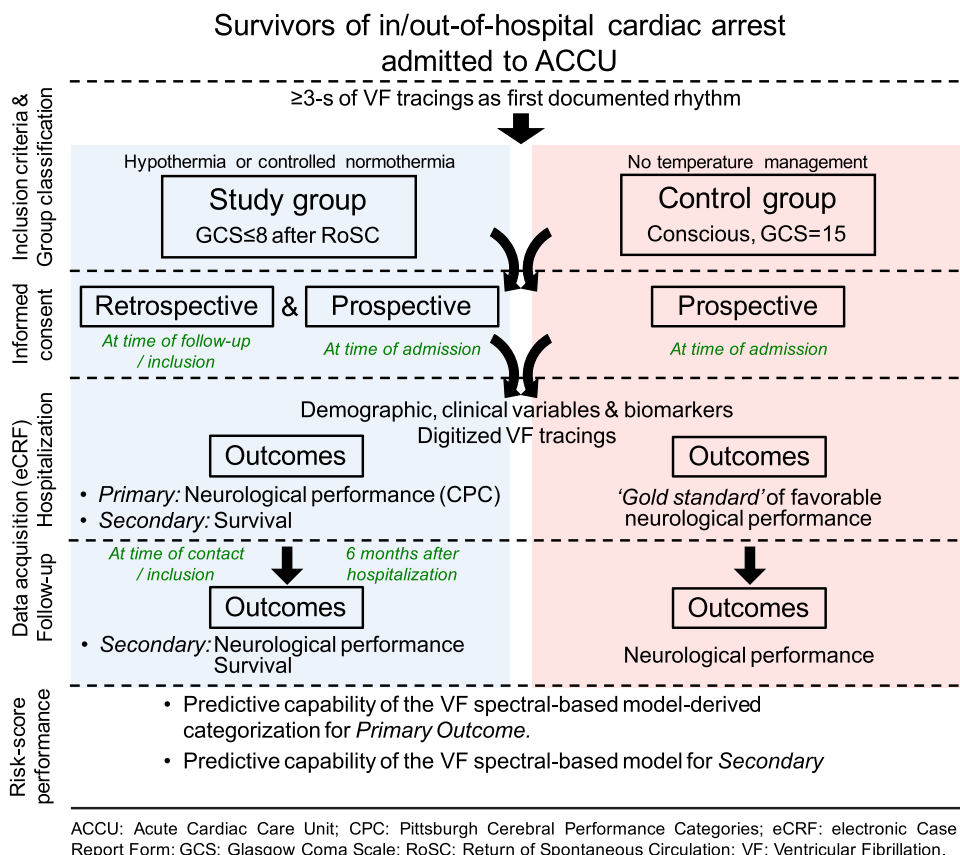 Survivors of in/out-of-hospital cardiac arrest
admitted to ACCU
Inclusion criteria &
Group classification
≥3-s of VF tracings as first documented rhythm
Hypothermia or controlled normothermia
Study group
GCS≤8 after RoSC
No temperature management
Control group
Conscious, GCS=15
Informed
consent
Retrospective & Prospective
At time of follow-up
/ inclusion
At time of admission
Prospective
At time of admission
Data acquisition (eCRF)
Hospitalization
Demographic, clinical variables & biomarkers
Digitized VF tracings
Outcomes
• Primary: Neurological performance (CPC)
• Secondary: Survival
Outcomes
'Gold standard' of favorable
neurological performance
Follow-up
At time of contact
/ inclusion
6 months after
hospitalization
Outcomes
• Secondary: Neurological performance
Survival
Outcomes
Neurological performance
Risk-score
performance
• Predictive capability of the VF spectral-based model-derived
categorization for Primary Outcome.
• Predictive capability of the VF spectral-based model for Secondary
ACCU: Acute Cardiac Care Unit; CPC: Pittsburgh Cerebral Performance Categories; eCRF: electronic Case
Report Form; GCS: Glasgow Coma Scale; RoSC: Return of Spontaneous Circulation; VF: Ventricular Fibrillation.